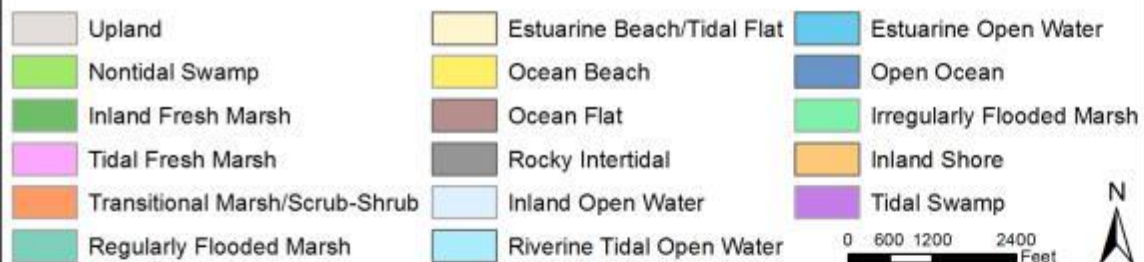 Upland
Nontidal Swamp
Inland Fresh Marsh
Tidal Fresh Marsh
Transitional Marsh/Scrub-Shrub
Regularly Flooded Marsh
Estuarine Beach/Tidal Flat
Ocean Beach
Ocean Flat
Rocky Intertidal
Inland Open Water
Riverine Tidal Open Water
Estuarine Open Water
Open Ocean
Irregularly Flooded Marsh
Inland Shore
Tidal Swamp
0 600 1200 2400
Feet
N